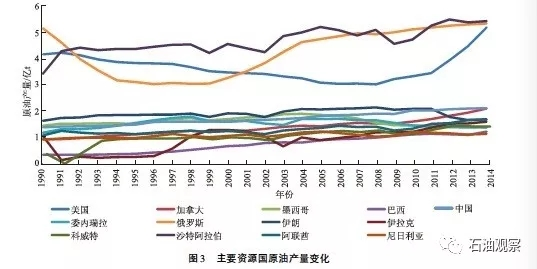 原油产量/亿t
6
5
4
3
2
1
0
1990 1991 1992 1993 1994 1995 1996 1997 1998 1999 2000 2001 2002 2003 2004 2005 2006 2007 2008 2009 2010 2011 2012 2013 2014
年份
美国 加拿大 墨西哥 巴西 中国
委内瑞拉 俄罗斯 伊朗 伊拉克
科威特 沙特阿拉伯 阿联酋 尼日利亚
图3 主要资源国原油产量变化
石油观察